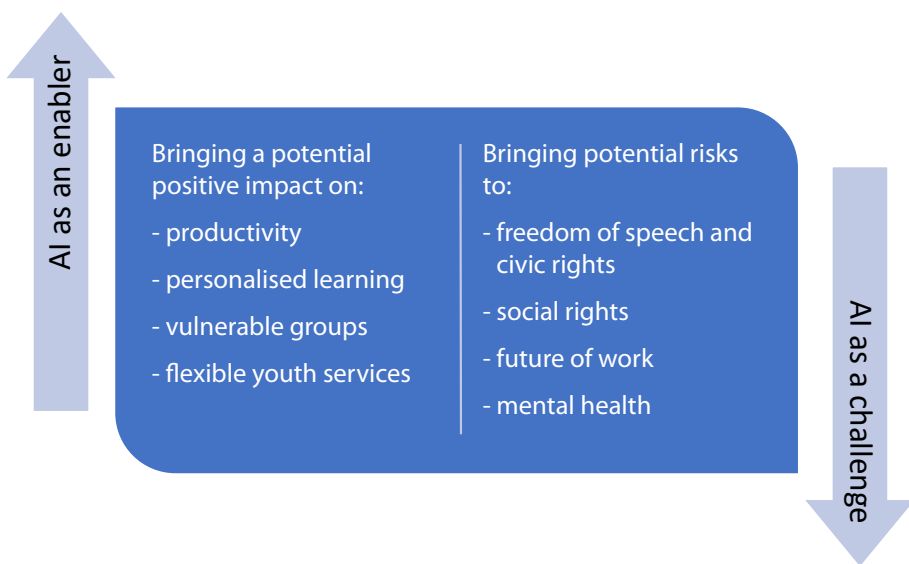 AI as an enabler
Bringing a potential
positive impact on:
- productivity
- personalised learning
- vulnerable groups
- flexible youth services
Bringing potential risks
to:
- freedom of speech and
civic rights
- social rights
- future of work
- mental health
AI as a challenge